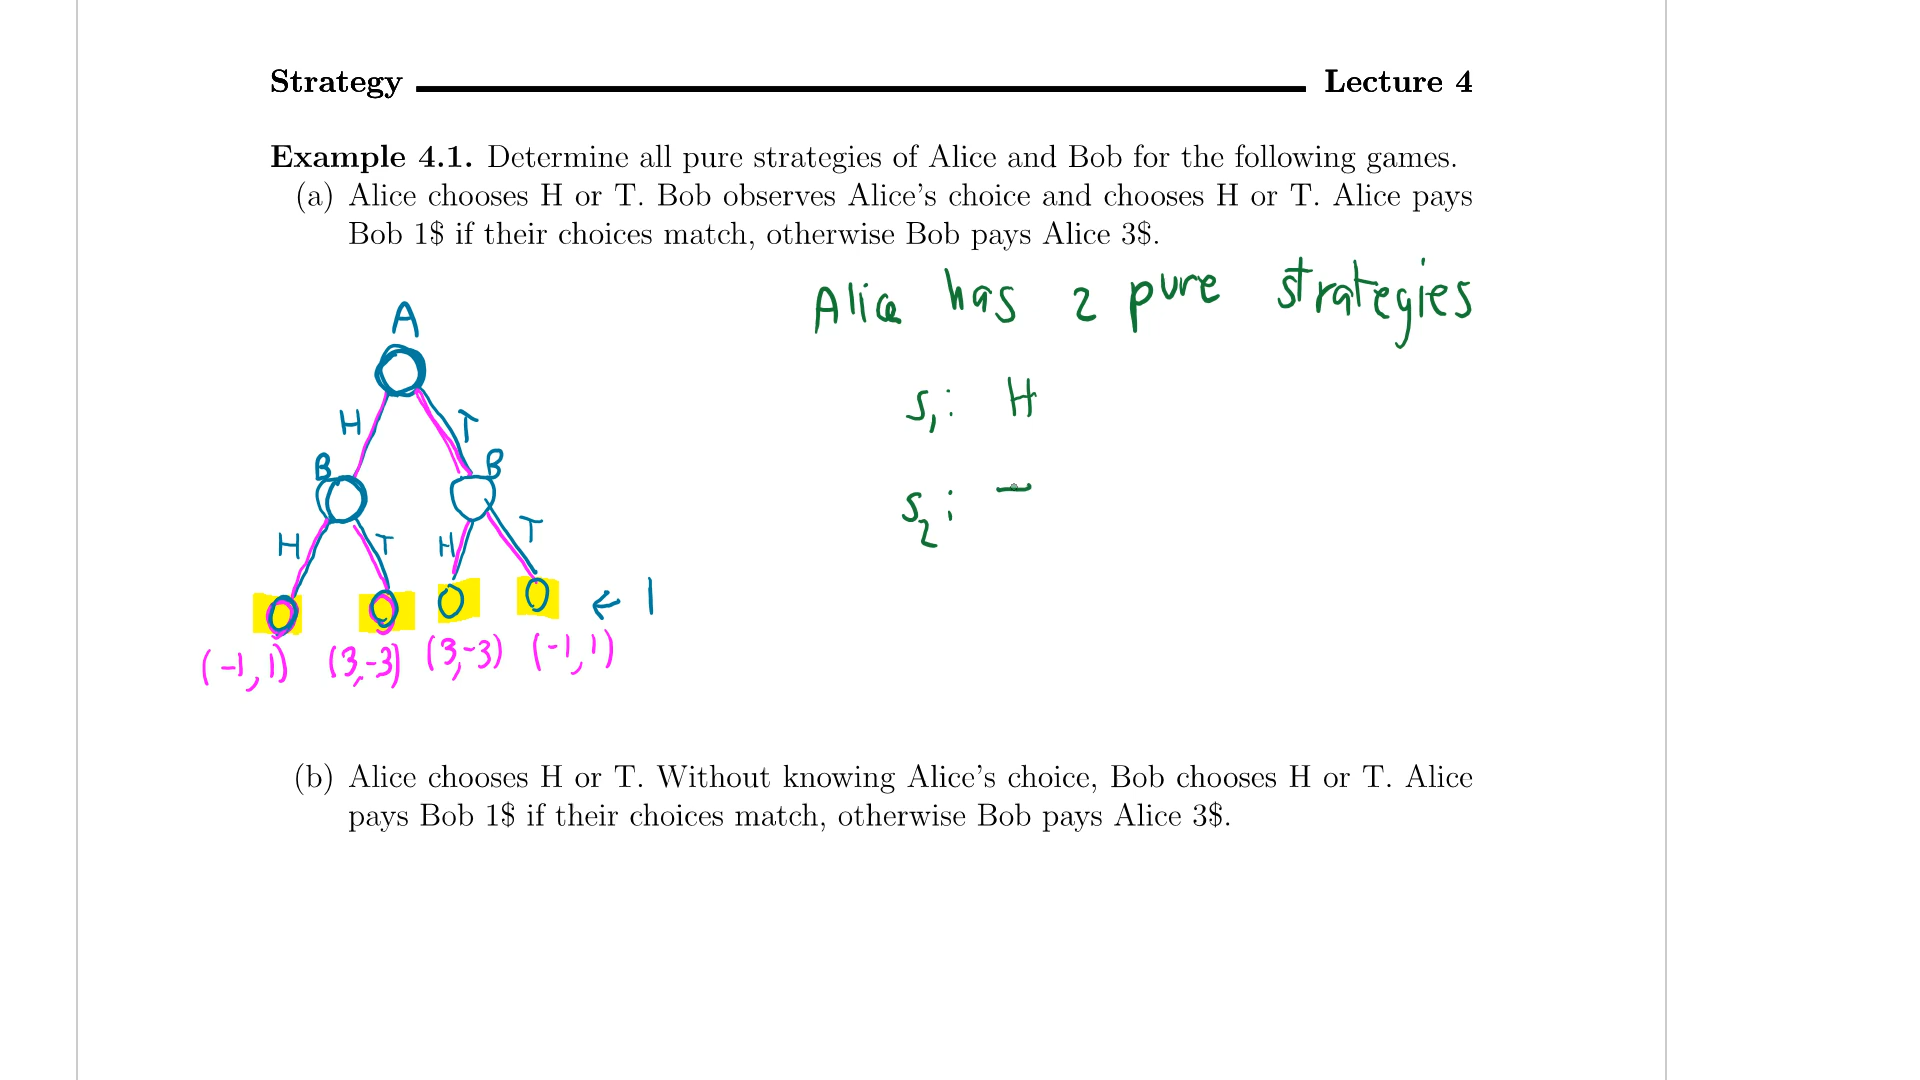 Strategy Lecture 4
Example 4.1. Determine all pure strategies of Alice and Bob for the following games.
(a) Alice chooses H or T. Bob observes Alice's choice and chooses H or T. Alice pays
Bob 1$ if their choices match, otherwise Bob pays Alice 3$.
Alice has 2 pure strategies
A
H T
S1: H
B B
S2:
H T H T
← 1
(-1,1) (3,-3) (3,-3) (-1,1)
(b) Alice chooses H or T. Without knowing Alice's choice, Bob chooses H or T. Alice
pays Bob 1$ if their choices match, otherwise Bob pays Alice 3$.